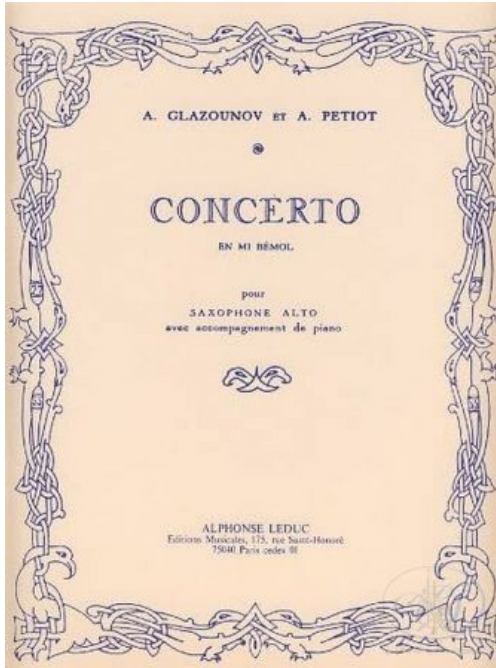 A. GLAZOUNOV ET A. PETIOT
CONCERTO
EN MI BÉMOL
pour
SAXOPHONE ALTO
avec accompagnement de piano
ALPHONSE LEDUC
Editions Musicales, 175, rue Saint-Honoré
75040 Paris cedex 01